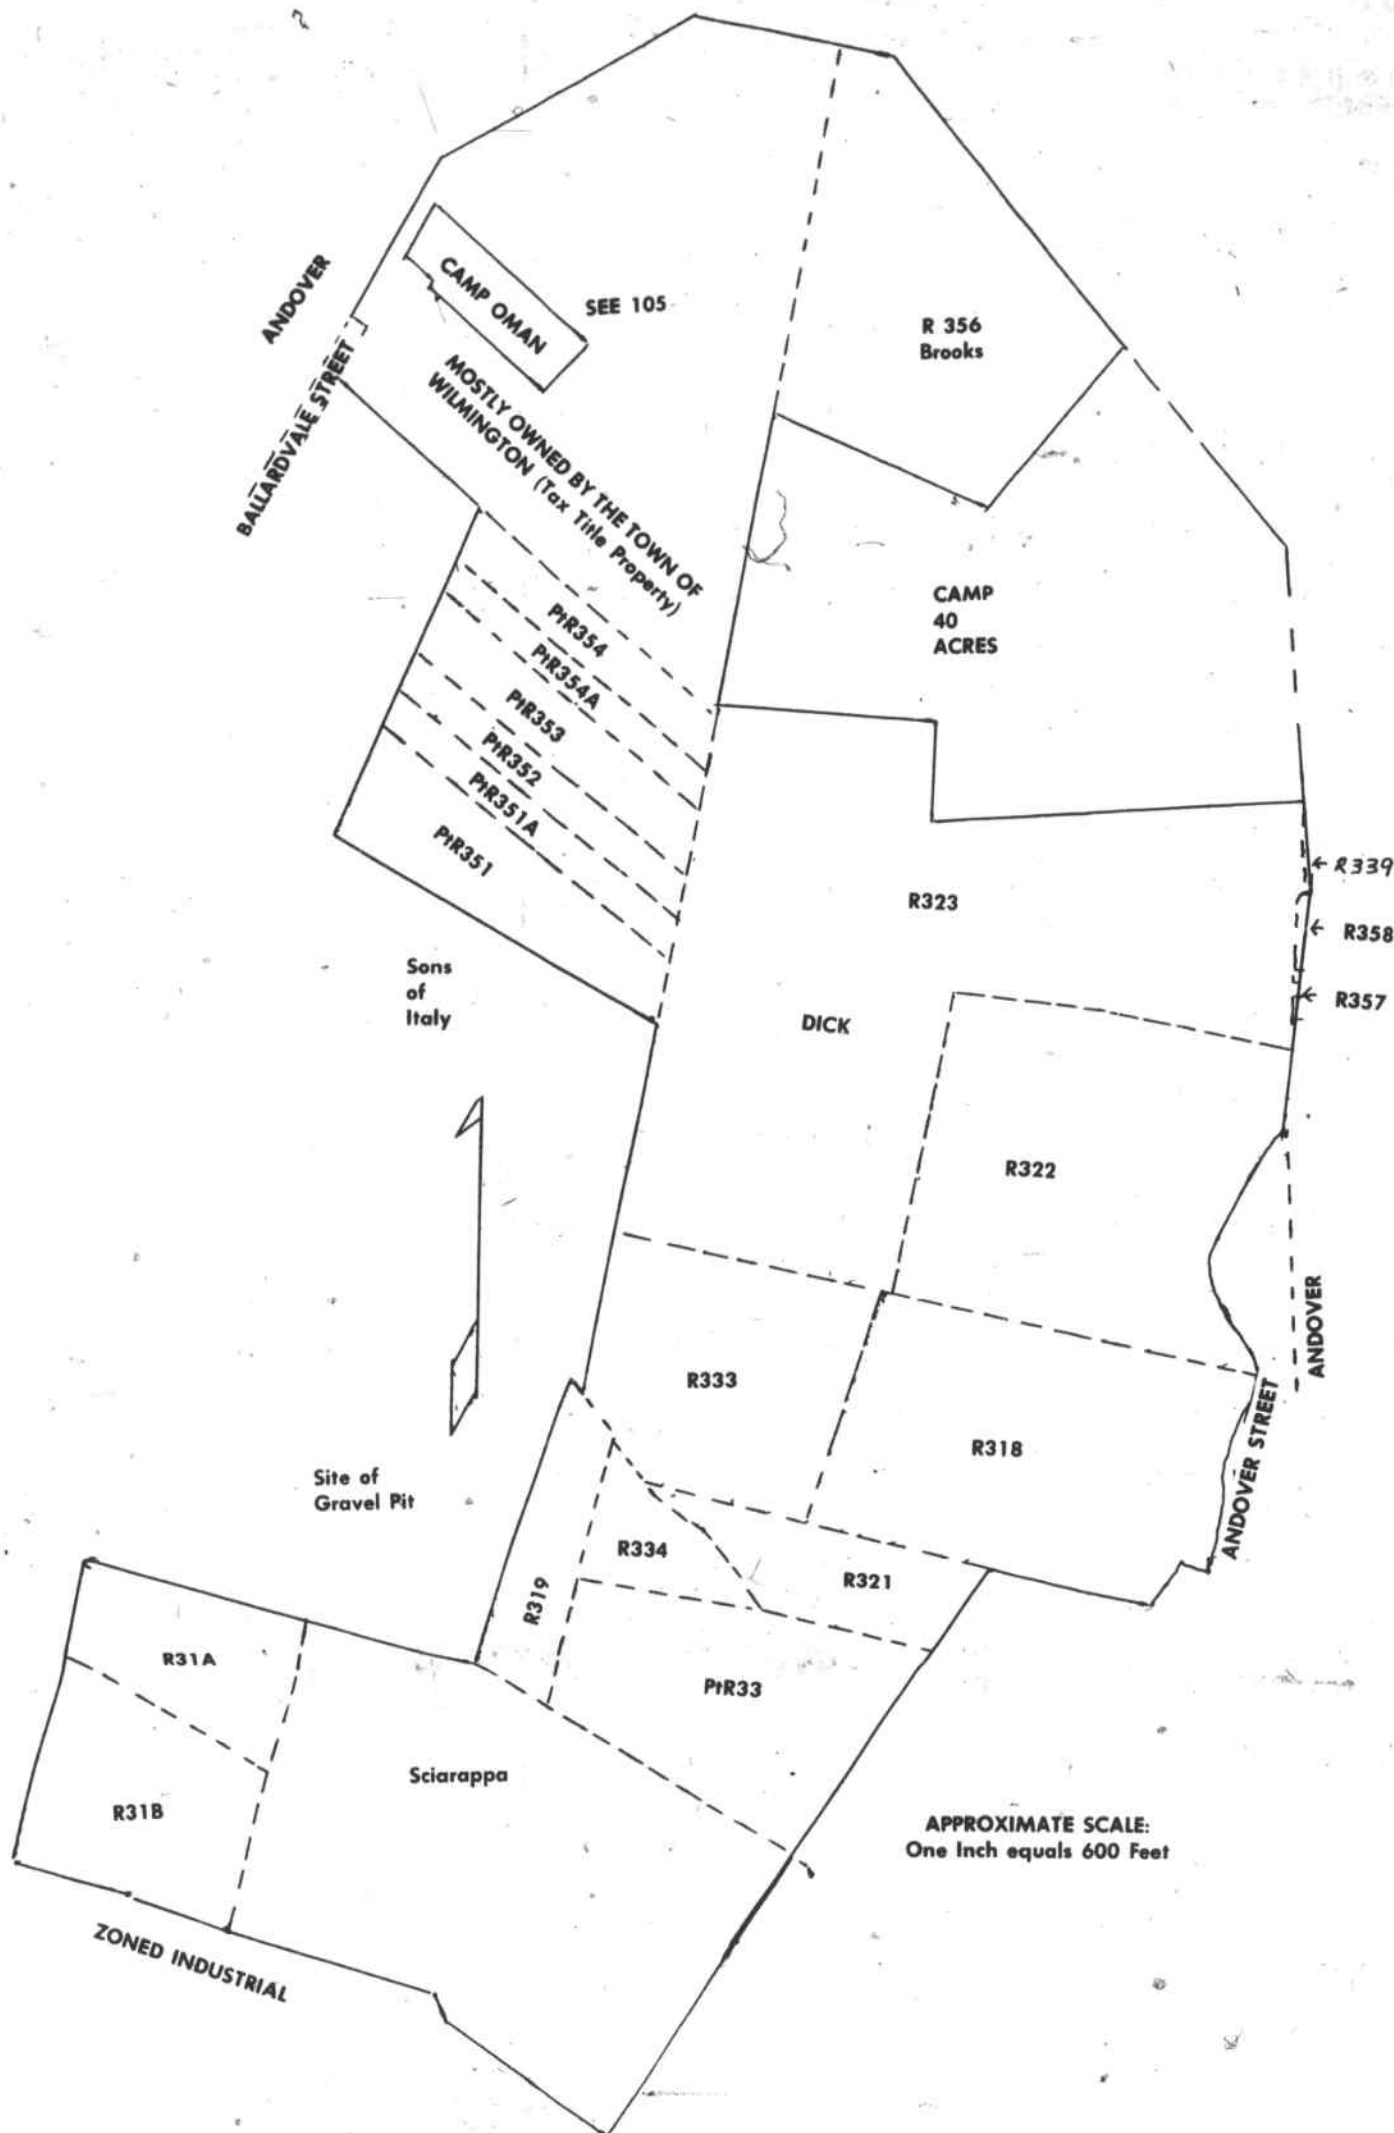 ANDOVER
CAMP OMAN
SEE 105
BALLARDVALE STREET
MOSTLY OWNED BY THE TOWN OF
WILMINGTON (Tax Title Property)
R 356
Brooks
CAMP
40
ACRES
PtR354
PtR354A
PtR353
PtR352
PtR351A
PtR351
R323
R339
R358
R357
Sons
of
Italy
DICK
R322
ANDOVER
R333
R318
ANDOVER STREET
Site of
Gravel Pit
R334
R321
R319
R31A
PtR33
Sciarappa
R31B
APPROXIMATE SCALE:
One Inch equals 600 Feet
ZONED INDUSTRIAL